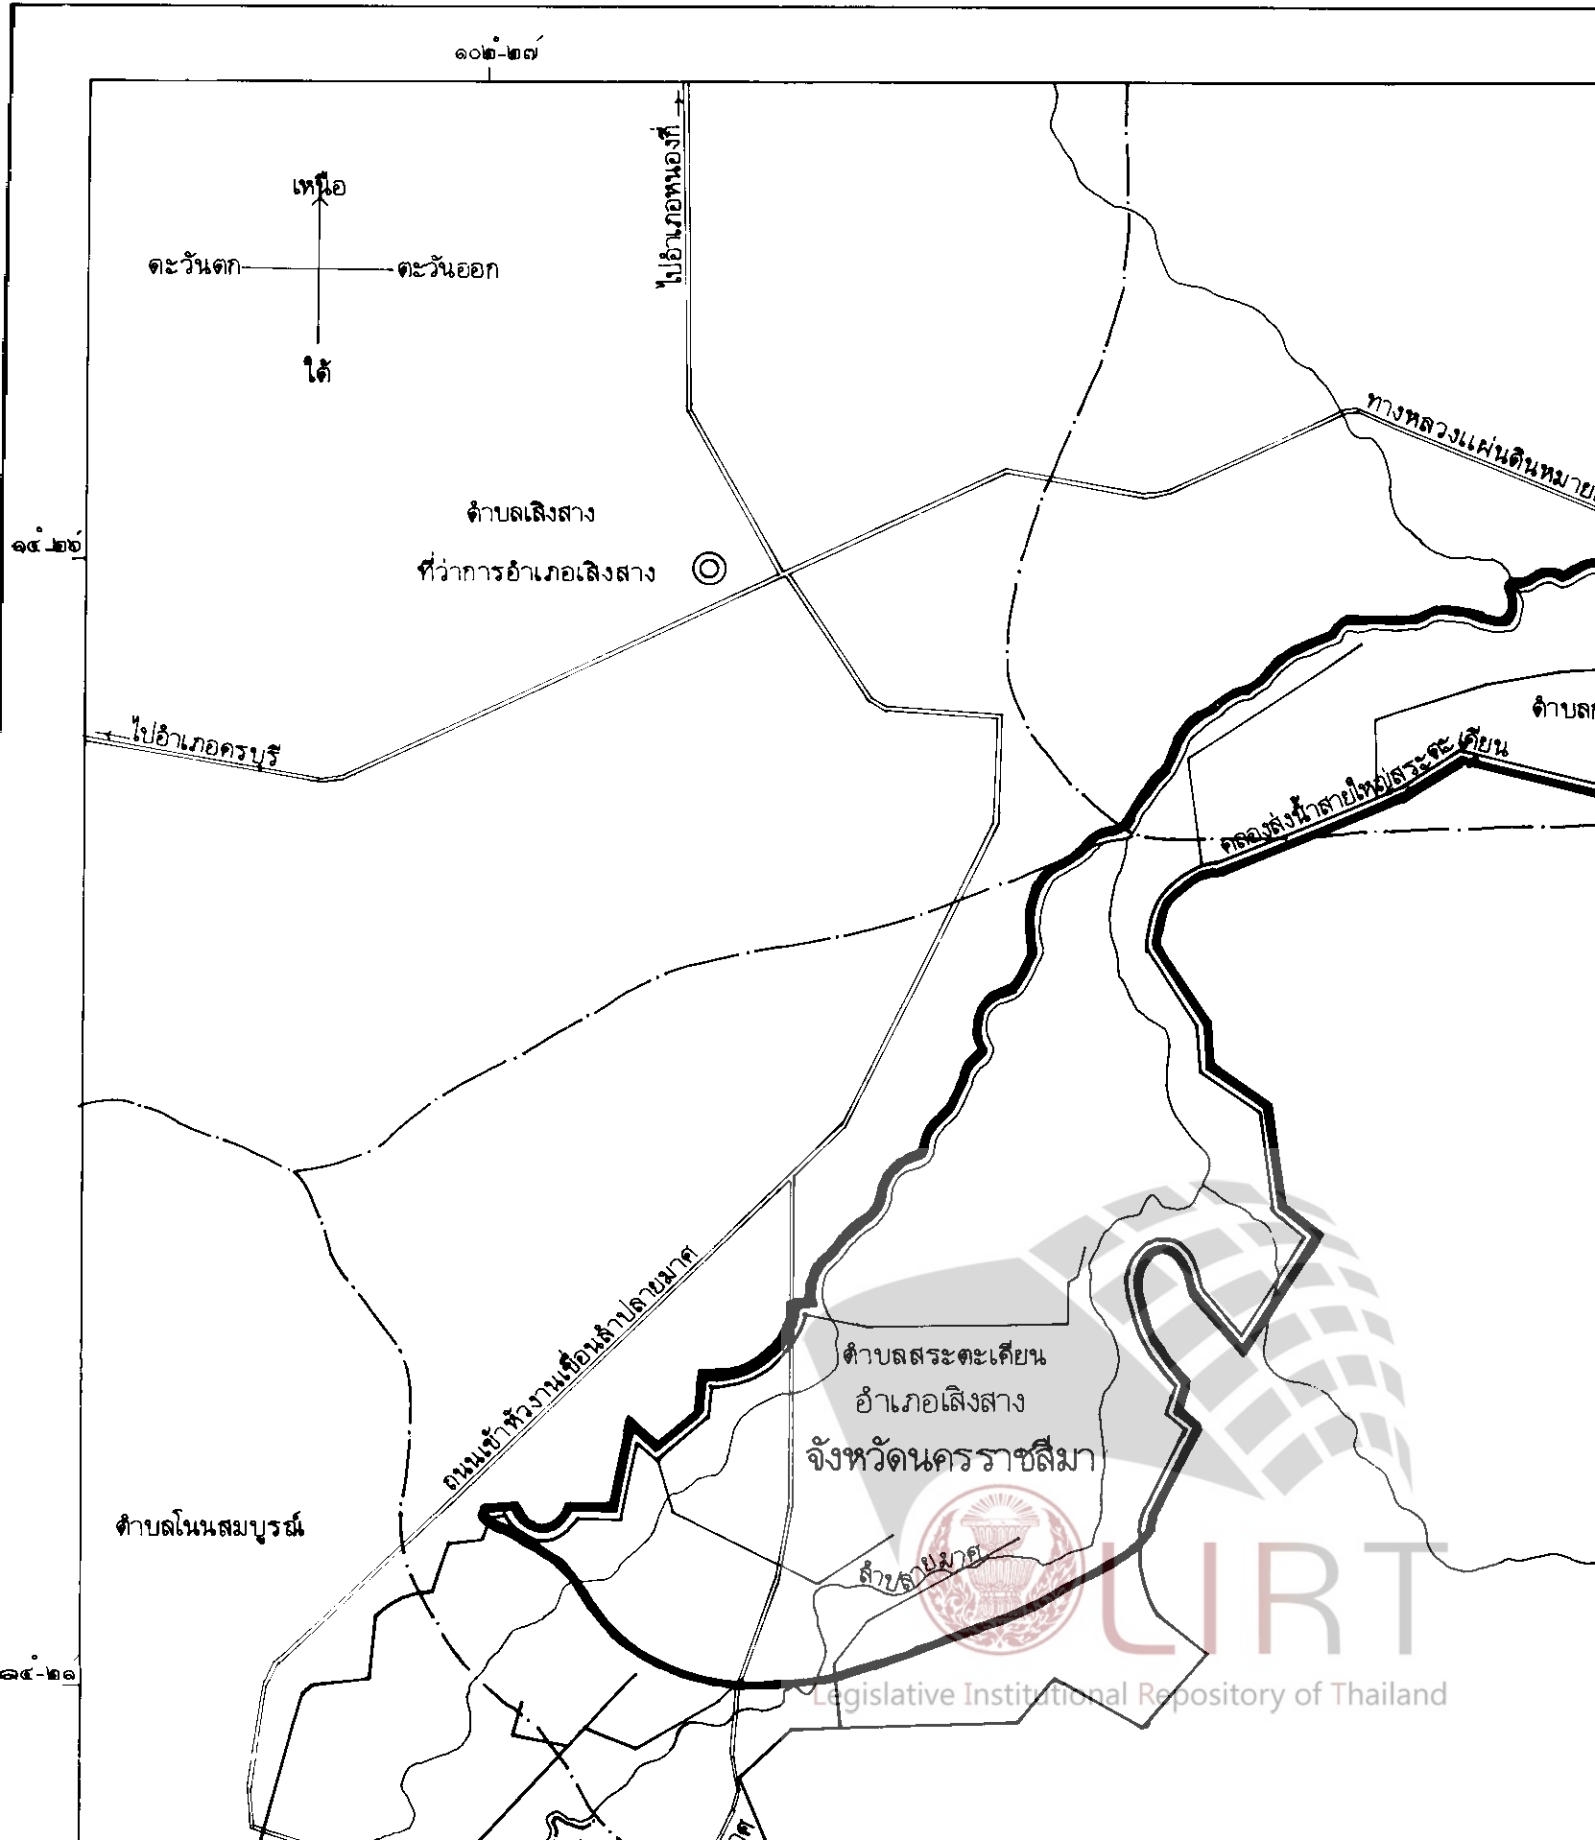 ๑๐๒-๒๗
ไปอำเภอหนองกี่
เหนือ
ตะวันตก
ตะวันออก
ใต้
ทางหลวงแผ่นดินหมาย
ตำบลเสิงสาง
๑๔-๒๖
ที่ว่าการอำเภอเสิงสาง
ตำบล
ไปอำเภอครบุรี
คลองส่งน้ำสายใหญ่สระตะเคียน
ถนนเข้าหัวงานเขื่อนลำปลายมาศ
ตำบลสระตะเคียน
อำเภอเสิงสาง
จังหวัดนครราชสีมา
ตำบลโนนสมบูรณ์
ลำปลายมาศ
LIRT
๑๔-๒๑
Legislative Institutional Repository of Thailand